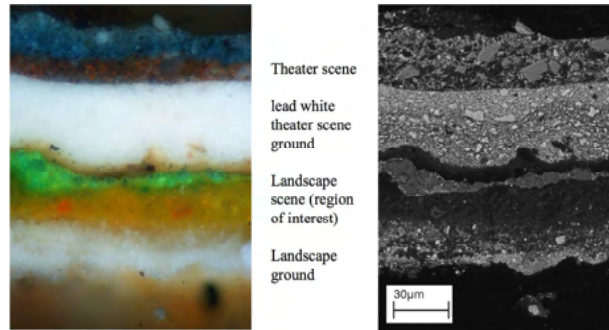 Theater scene
lead white
theater scene
ground
Landscape
scene (region
of interest)
Landscape
ground
30µm